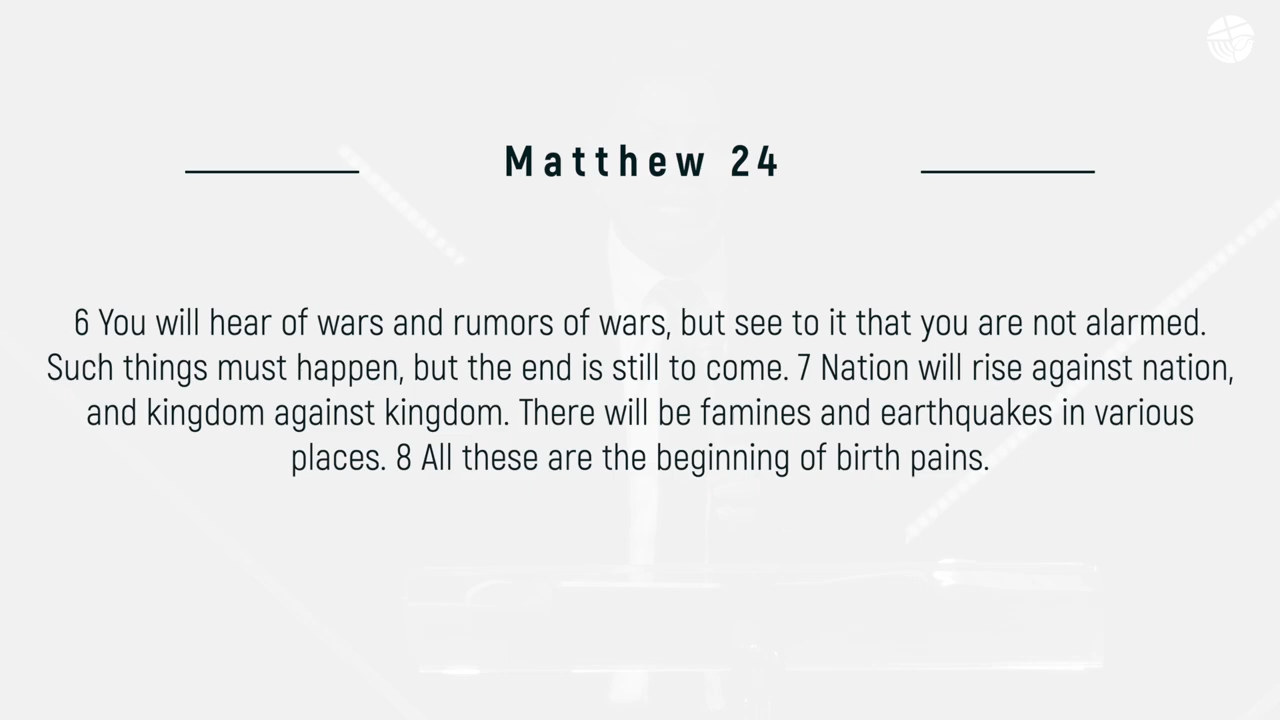 Matthew 24
6 You will hear of wars and rumors of wars, but see to it that you are not alarmed.
Such things must happen, but the end is still to come. 7 Nation will rise against nation,
and kingdom against kingdom. There will be famines and earthquakes in various
places. 8 All these are the beginning of birth pains.